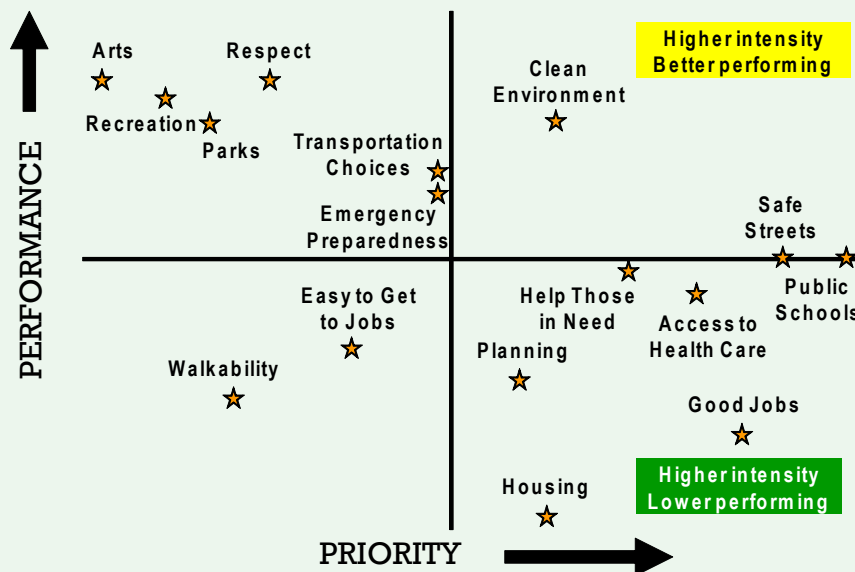 Arts
Respect
Clean
Environment
Higher intensity
Better performing
Recreation
Parks
Transportation
Choices
Emergency
Preparedness
Safe
Streets
PERFORMANCE
Easy to Get
to Jobs
Help Those
in Need
Access to
Health Care
Public
Schools
Walkability
Planning
Good Jobs
Housing
Higher intensity
Lower performing
PRIORITY